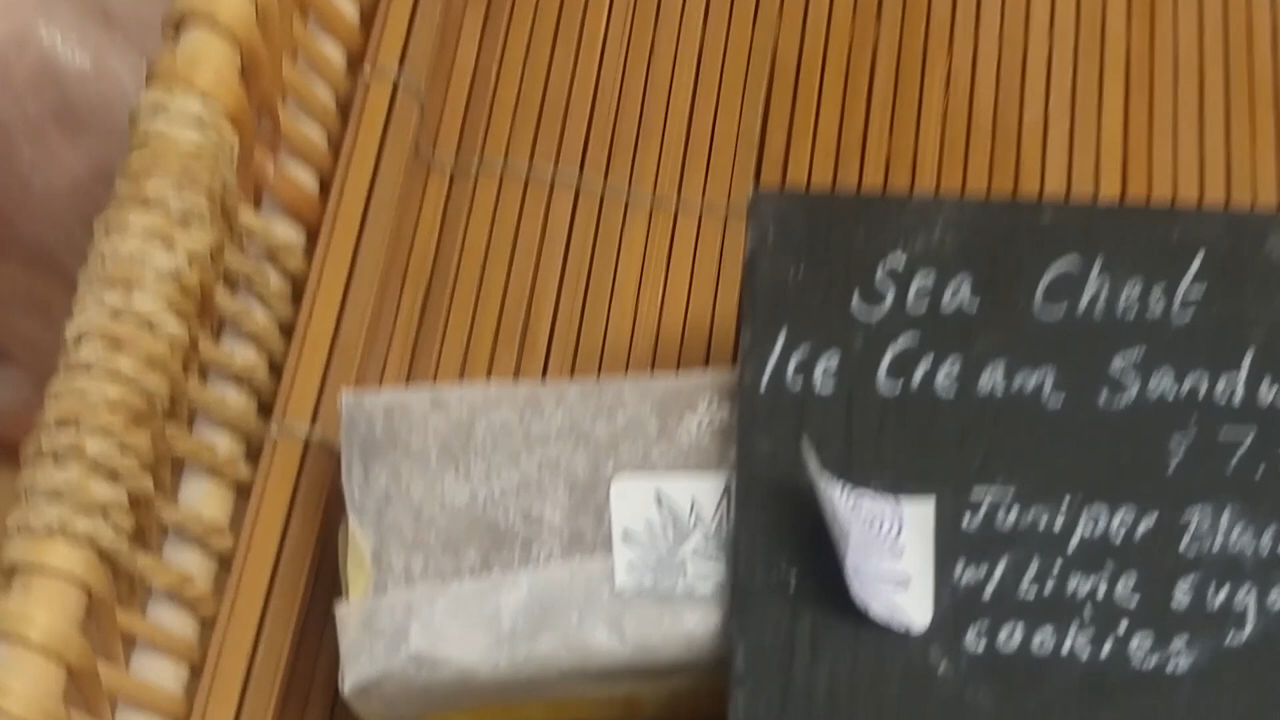 Sea Chest
Ice Cream Sandw
$7.
Juniper Blac
w/ Lime suga
cookies